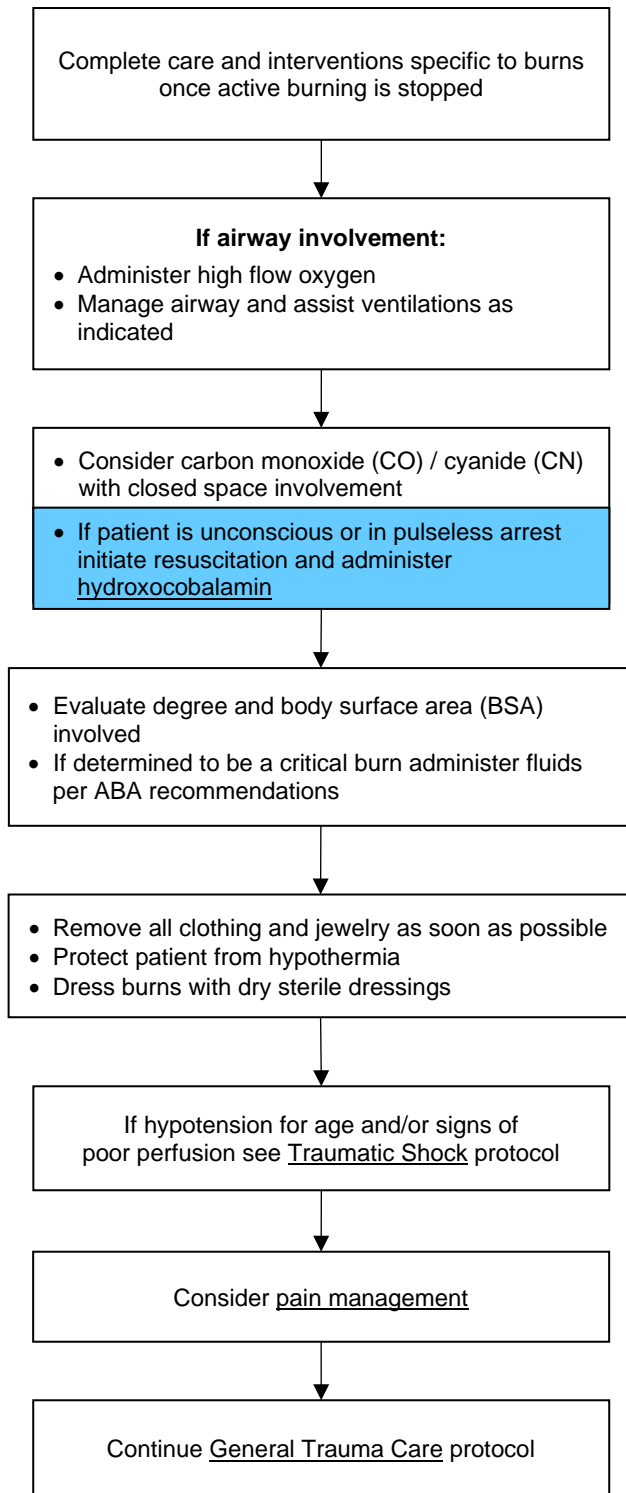 Complete care and interventions specific to burns
once active burning is stopped
If airway involvement:
• Administer high flow oxygen
• Manage airway and assist ventilations as
indicated
• Consider carbon monoxide (CO) / cyanide (CN)
with closed space involvement
• If patient is unconscious or in pulseless arrest
initiate resuscitation and administer
hydroxocobalamin
• Evaluate degree and body surface area (BSA)
involved
• If determined to be a critical burn administer fluids
per ABA recommendations
• Remove all clothing and jewelry as soon as possible
• Protect patient from hypothermia
• Dress burns with dry sterile dressings
If hypotension for age and/or signs of
poor perfusion see Traumatic Shock protocol
Consider pain management
Continue General Trauma Care protocol